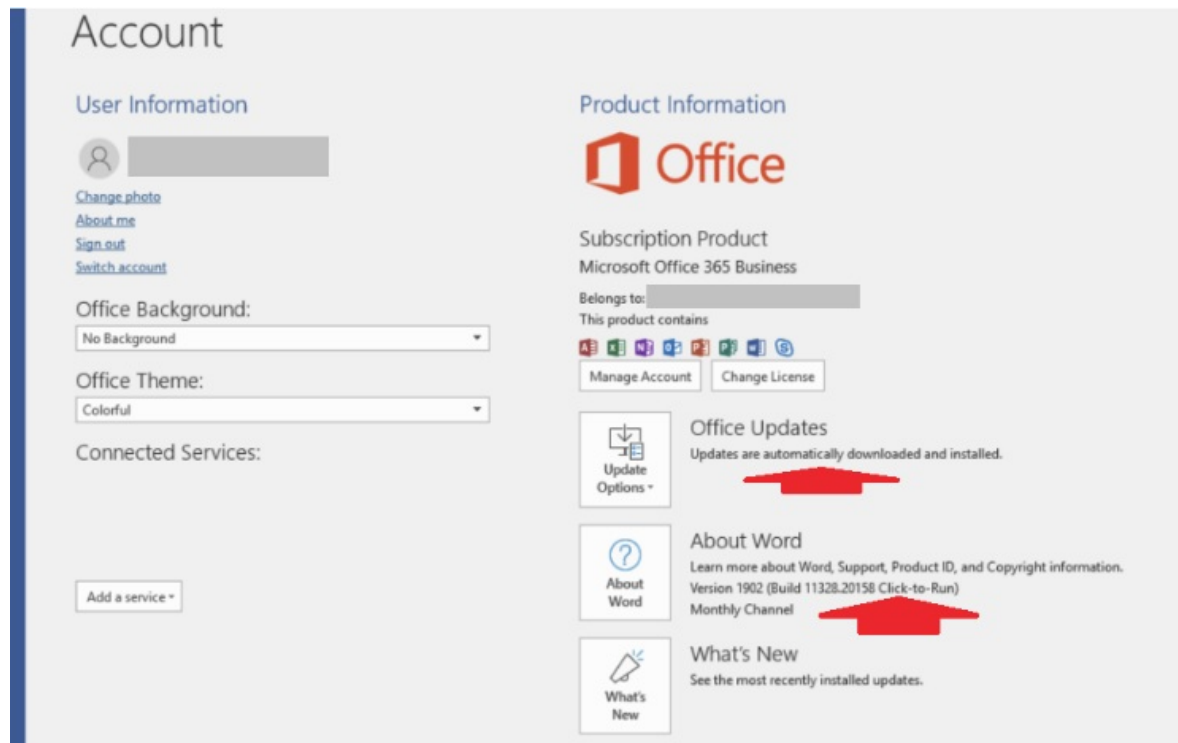 Account
User Information
Change photo
About me
Sign out
Switch account
Office Background:
No Background
Office Theme:
Colorful
Connected Services:
Add a service
Product Information
Office
Subscription Product
Microsoft Office 365 Business
Belongs to:
This product contains
Manage Account
Change License
Update
Options
Office Updates
Updates are automatically downloaded and installed.
About
Word
About Word
Learn more about Word, Support, Product ID, and Copyright information.
Version 1902 (Build 11328.20158 Click-to-Run)
Monthly Channel
What's
New
What's New
See the most recently installed updates.